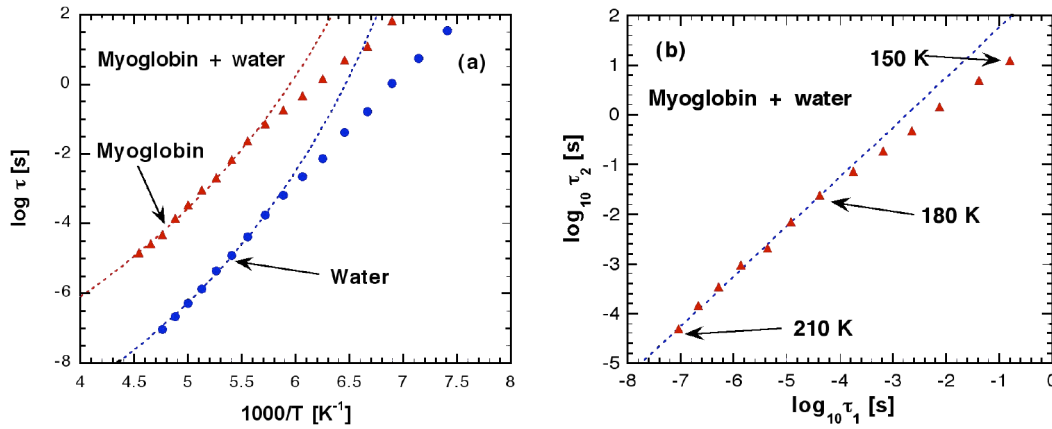 2
0
-2
-4
-6
-8
4
4.5
5
5.5
6
6.5
7
7.5
8
log τ [s]
1000/T [K⁻¹]
Myoglobin + water
(a)
Myoglobin
Water
2
1
0
-1
-2
-3
-4
-5
-8
-7
-6
-5
-4
-3
-2
-1
0
log₁₀ τ₂ [s]
log₁₀τ₁ [s]
(b)
150 K
Myoglobin + water
180 K
210 K